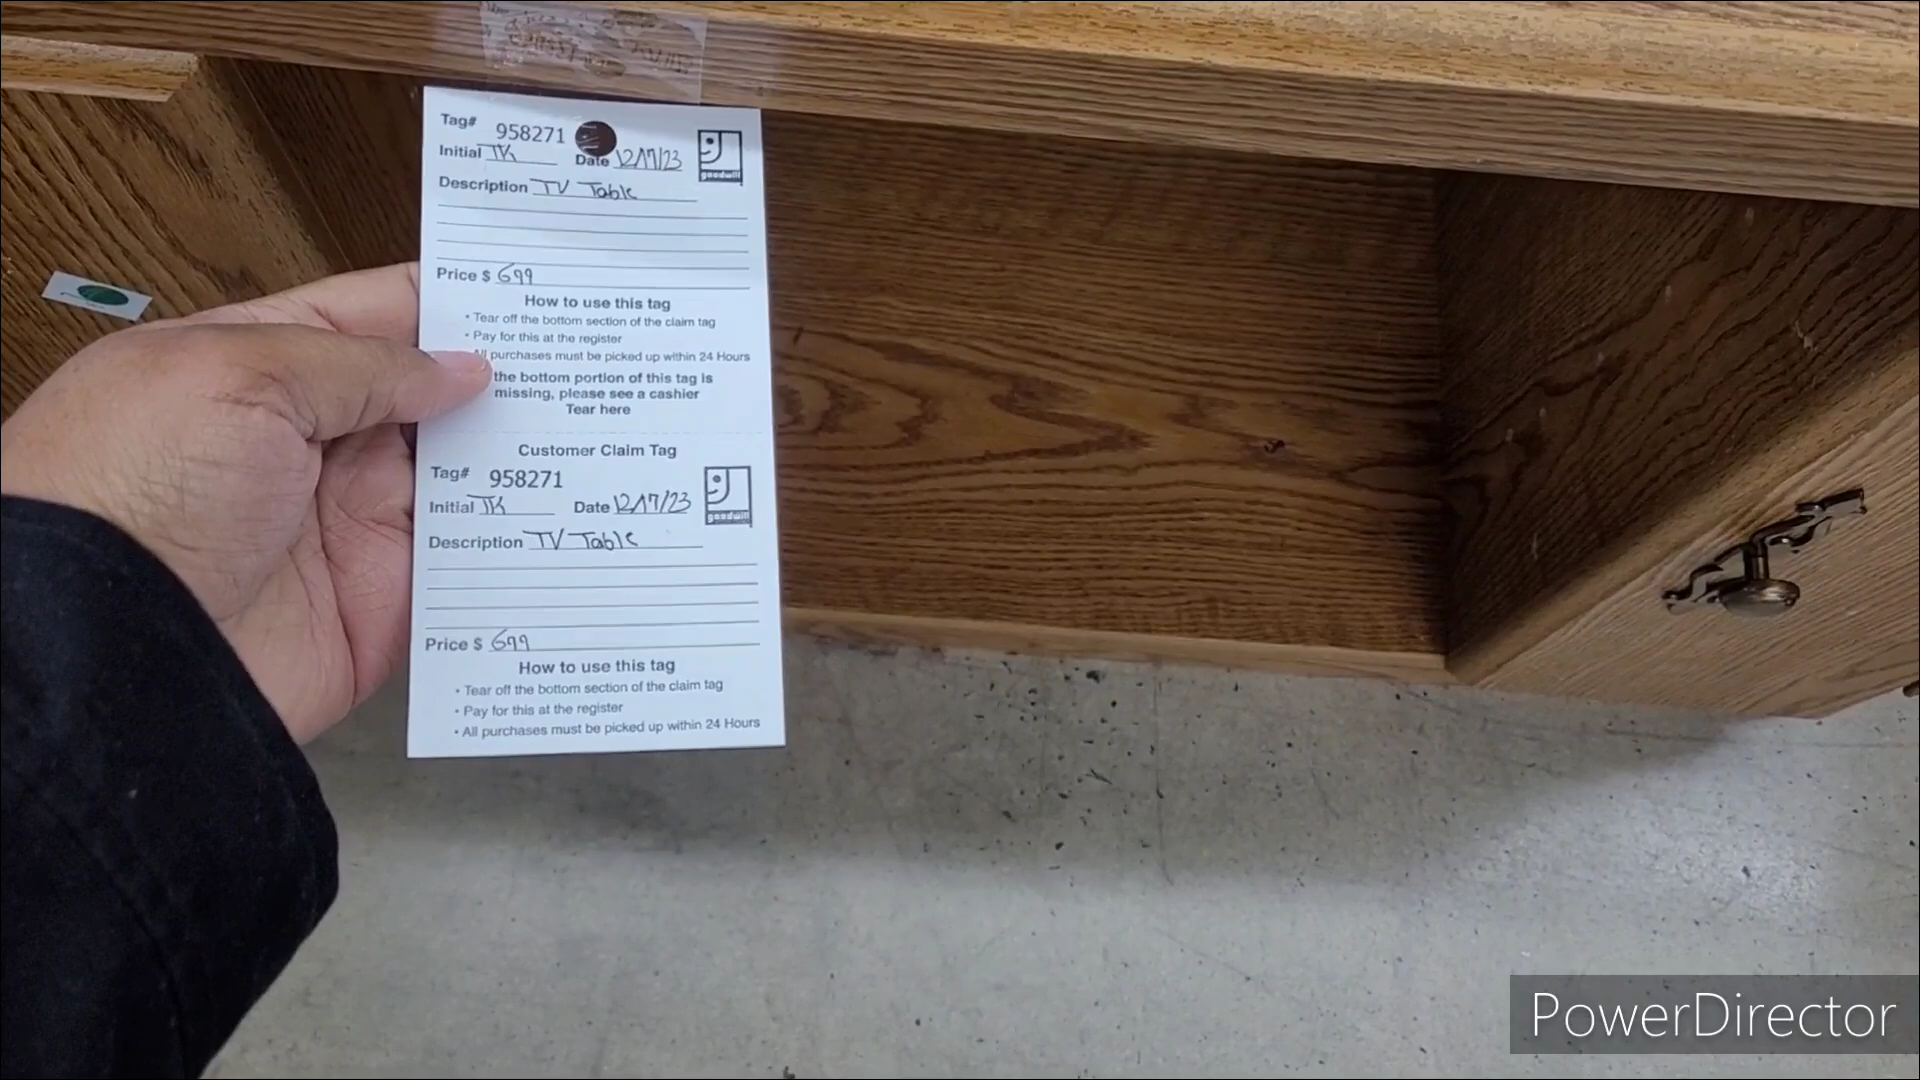 Tag# 958271
Initial TK Date 12/17/23
goodwill
Description TV Table
Price $ 699
How to use this tag
• Tear off the bottom section of the claim tag
• Pay for this at the register
All purchases must be picked up within 24 Hours
the bottom portion of this tag is
missing, please see a cashier
Tear here
Customer Claim Tag
Tag# 958271
Initial TK Date 12/17/23
goodwill
Description TV Table
Price $ 699
How to use this tag
• Tear off the bottom section of the claim tag
• Pay for this at the register
• All purchases must be picked up within 24 Hours
PowerDirector